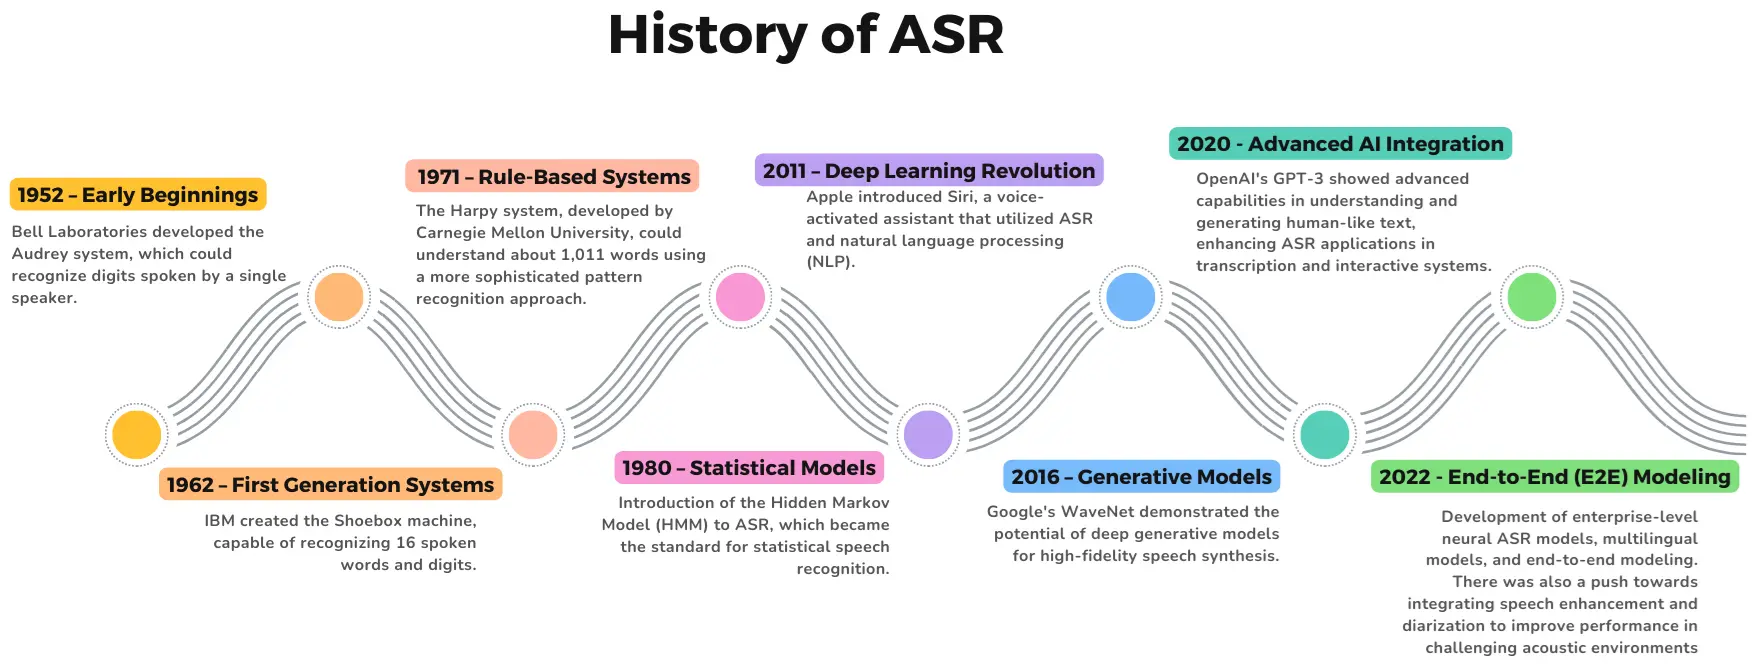 History of ASR
1952 – Early Beginnings
Bell Laboratories developed the
Audrey system, which could
recognize digits spoken by a single
speaker.
1962 – First Generation Systems
IBM created the Shoebox machine,
capable of recognizing 16 spoken
words and digits.
1971 – Rule-Based Systems
The Harpy system, developed by
Carnegie Mellon University, could
understand about 1,011 words using
a more sophisticated pattern
recognition approach.
1980 – Statistical Models
Introduction of the Hidden Markov
Model (HMM) to ASR, which became
the standard for statistical speech
recognition.
2011 – Deep Learning Revolution
Apple introduced Siri, a voice-
activated assistant that utilized ASR
and natural language processing
(NLP).
2016 – Generative Models
Google's WaveNet demonstrated the
potential of deep generative models
for high-fidelity speech synthesis.
2020 - Advanced AI Integration
OpenAI's GPT-3 showed advanced
capabilities in understanding and
generating human-like text,
enhancing ASR applications in
transcription and interactive systems.
2022 - End-to-End (E2E) Modeling
Development of enterprise-level
neural ASR models, multilingual
models, and end-to-end modeling.
There was also a push towards
integrating speech enhancement and
diarization to improve performance in
challenging acoustic environments